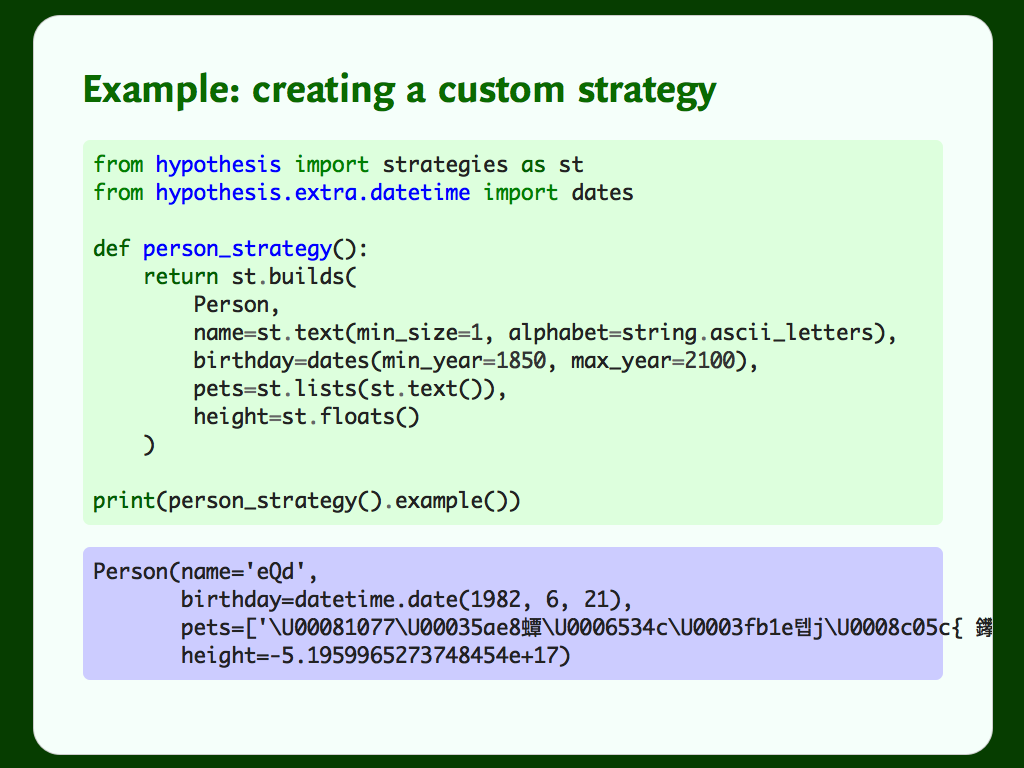 Example: creating a custom strategy
from hypothesis import strategies as st
from hypothesis.extra.datetime import dates
def person_strategy():
    return st.builds(
        Person,
        name=st.text(min_size=1, alphabet=string.ascii_letters),
        birthday=dates(min_year=1850, max_year=2100),
        pets=st.lists(st.text()),
        height=st.floats()
    )
print(person_strategy().example())
Person(name='eQd',
       birthday=datetime.date(1982, 6, 21),
       pets=['\U00081077\U00035ae8蟫\U0006534c\U0003fb1e텝j\U0008c05c{
       height=-5.1959965273748454e+17)